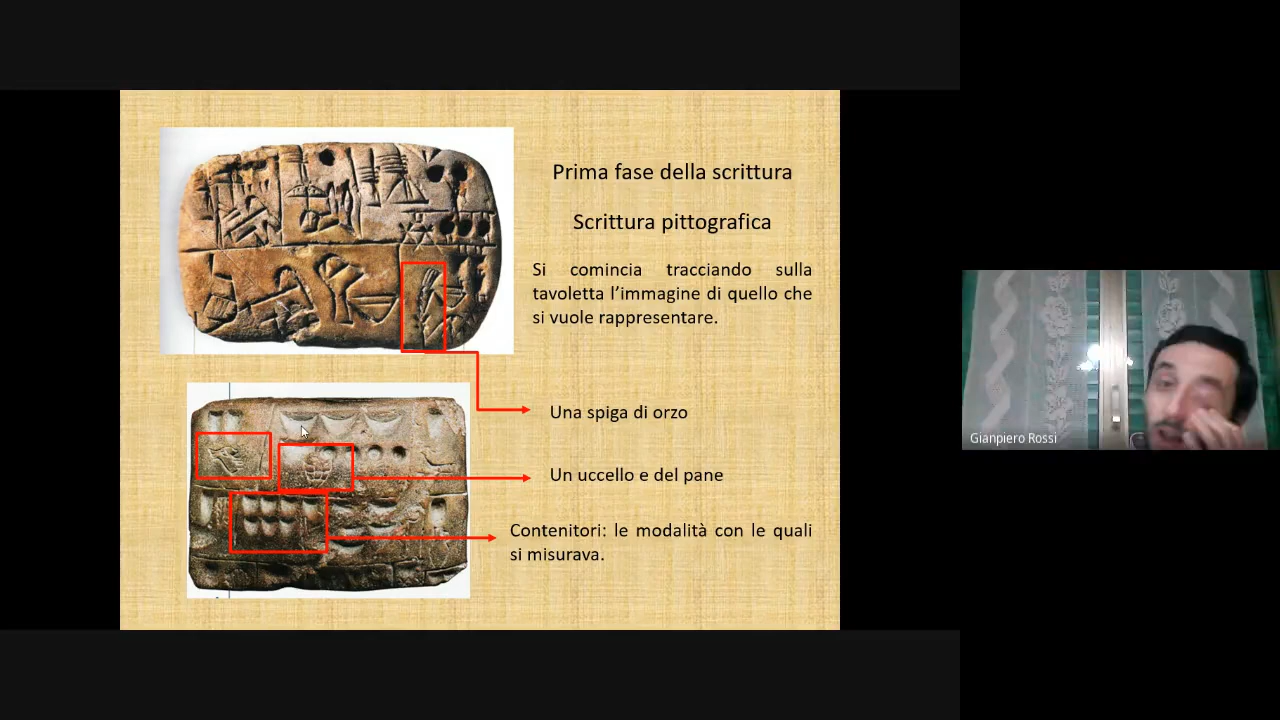 Prima fase della scrittura
Scrittura pittografica
Si comincia tracciando sulla
tavoletta l'immagine di quello che
si vuole rappresentare.
Una spiga di orzo
Un uccello e del pane
Contenitori: le modalità con le quali
si misurava.
Gianpiero Rossi